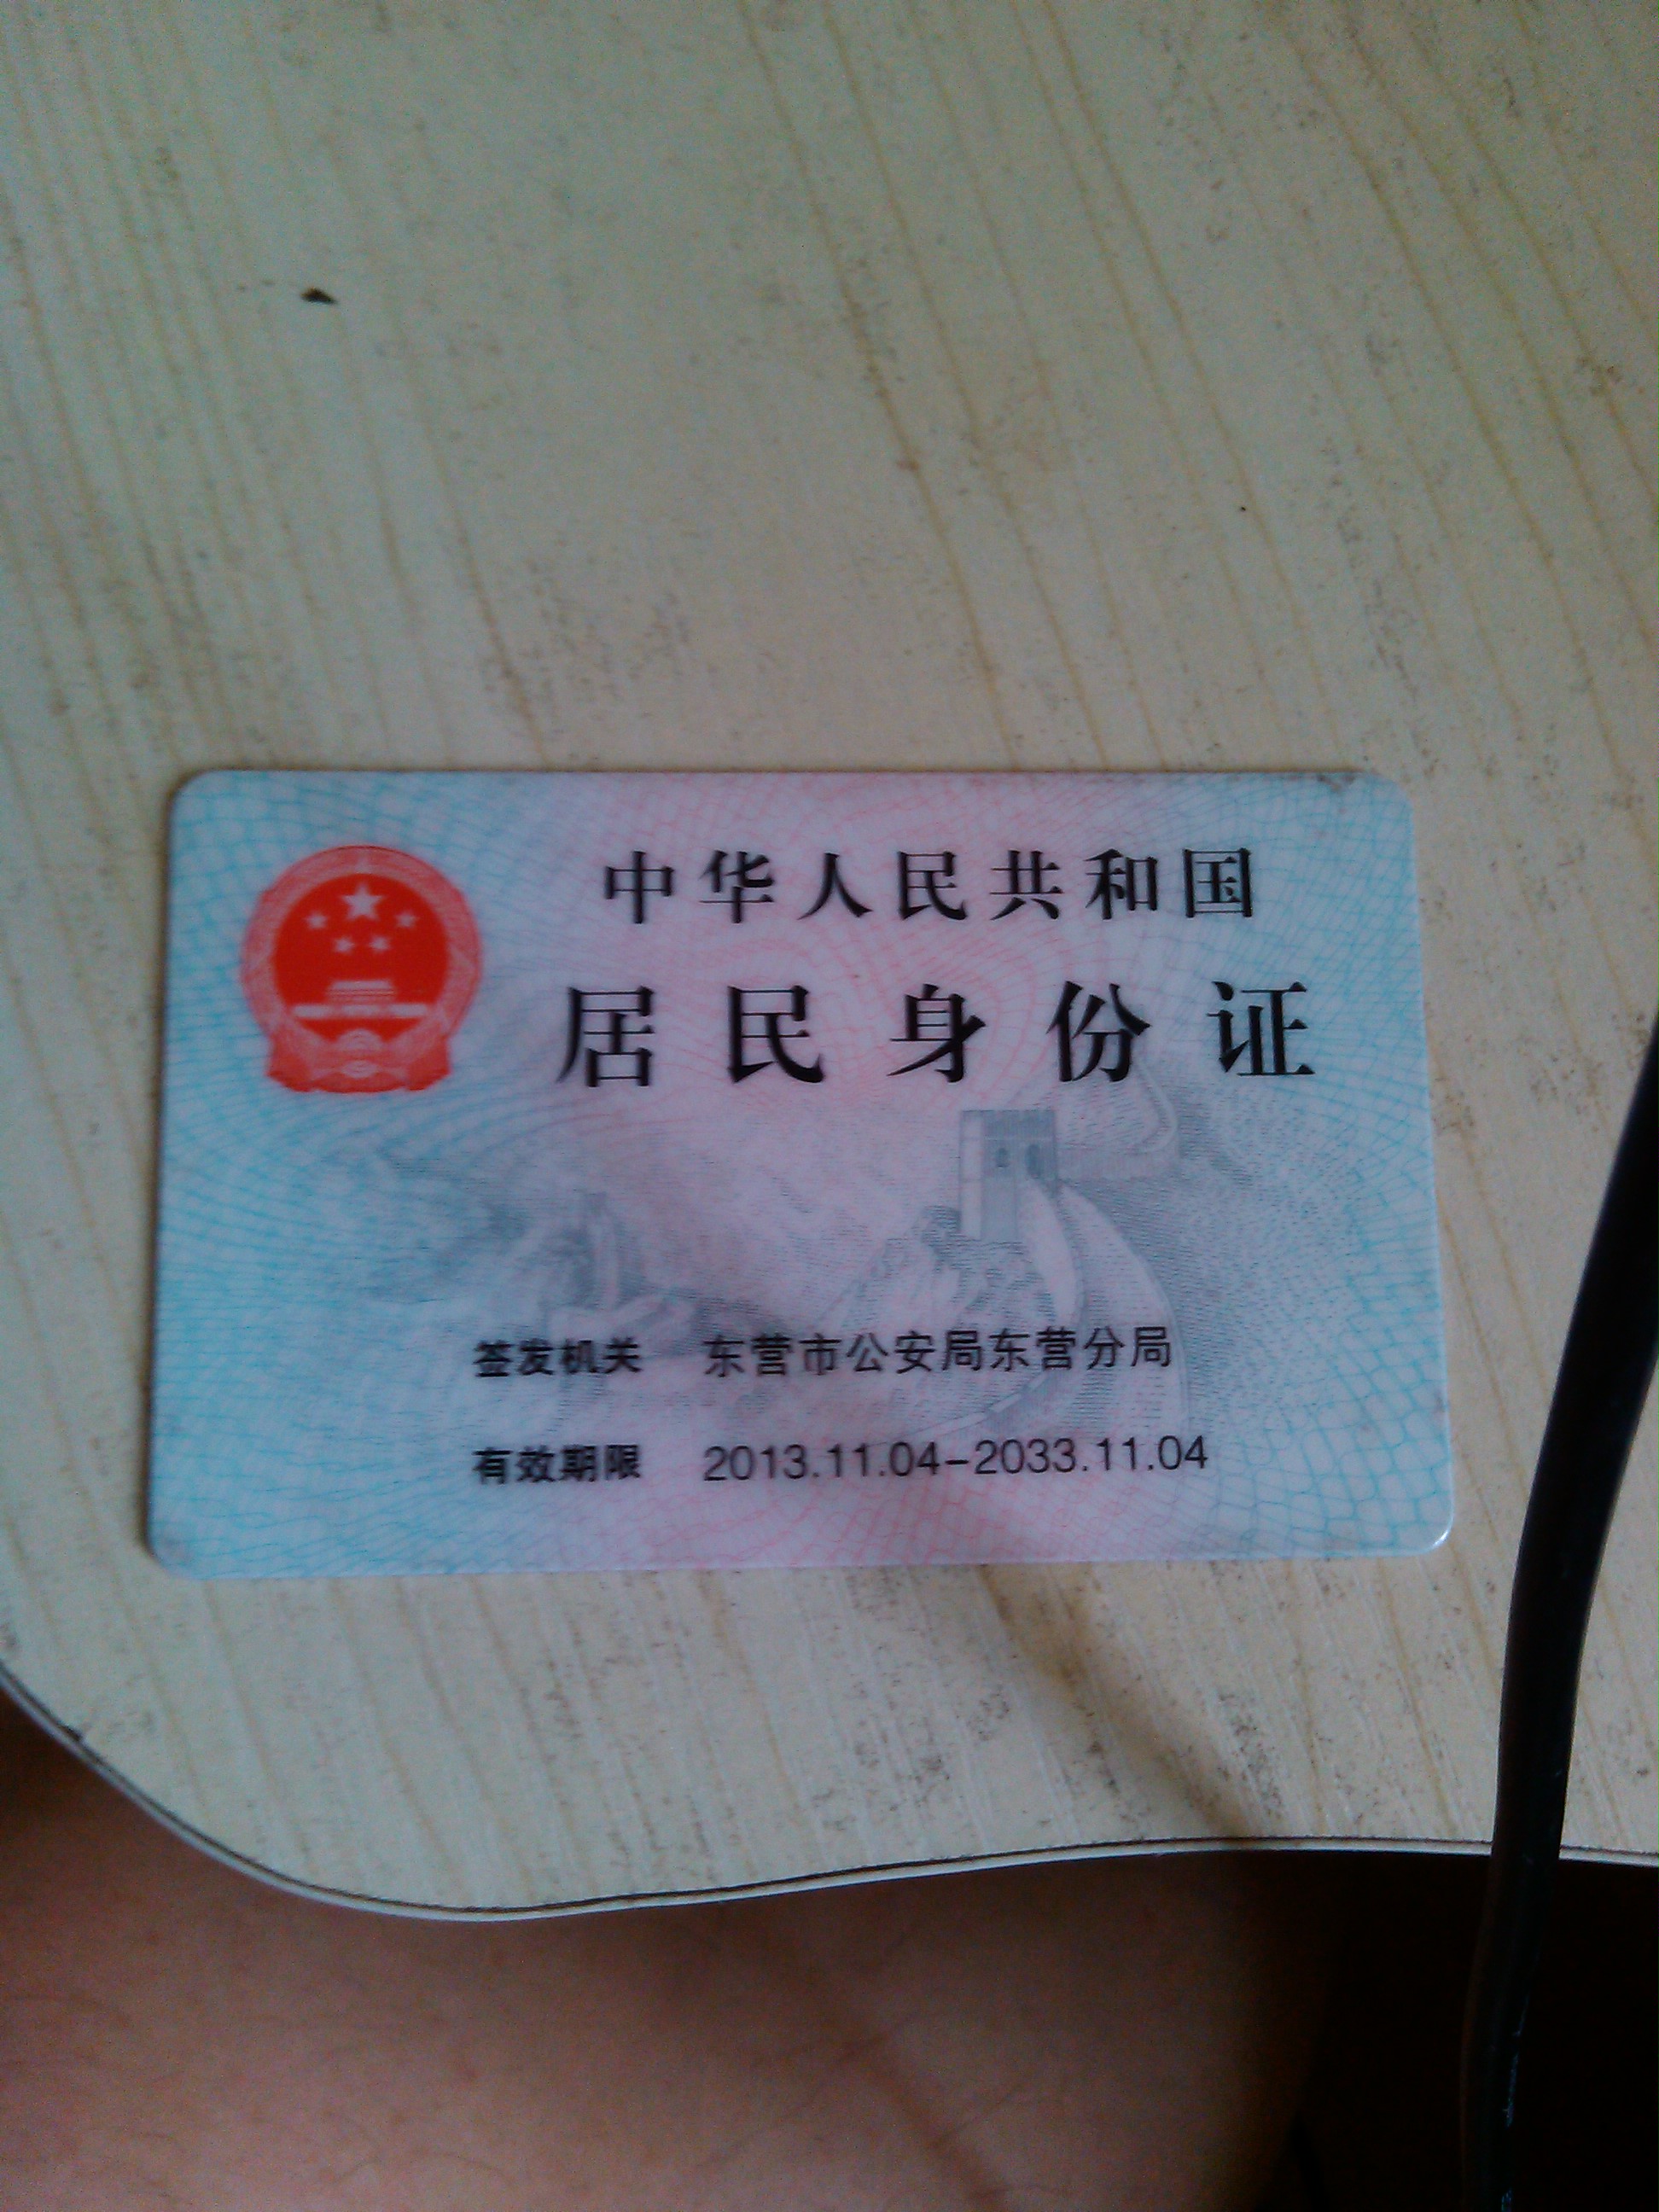 中华人民共和国
居民身份证
签发机关 东营市公安局东营分局
有效期限 2013.11.04-2033.11.04